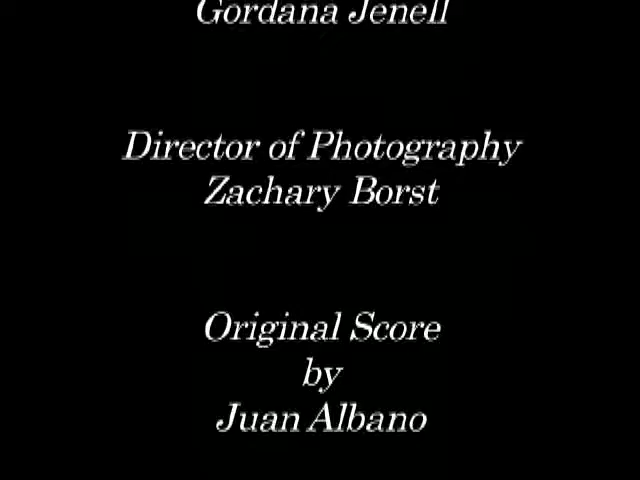 Gordana Jenell
Director of Photography
Zachary Borst
Original Score
by
Juan Albano